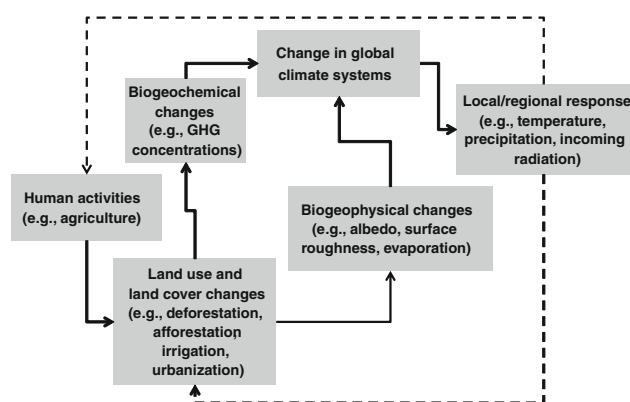 Change in global
climate systems
Biogeochemical
changes
(e.g., GHG
concentrations)
Local/regional response
(e.g., temperature,
precipitation, incoming
radiation)
Human activities
(e.g., agriculture)
Biogeophysical changes
(e.g., albedo, surface
roughness, evaporation)
Land use and
land cover changes
(e.g., deforestation,
afforestation,
irrigation,
urbanization)